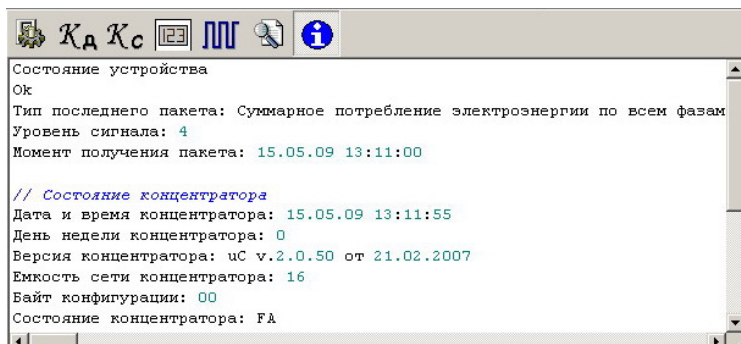 Кд Кс 123
Состояние устройства
Ok
Тип последнего пакета: Суммарное потребление электроэнергии по всем фазам
Уровень сигнала: 4
Момент получения пакета: 15.05.09 13:11:00
// Состояние концентратора
Дата и время концентратора: 15.05.09 13:11:55
День недели концентратора: 0
Версия концентратора: uC v.2.0.50 от 21.02.2007
Емкость сети концентратора: 16
Байт конфигурации: 00
Состояние концентратора: FA